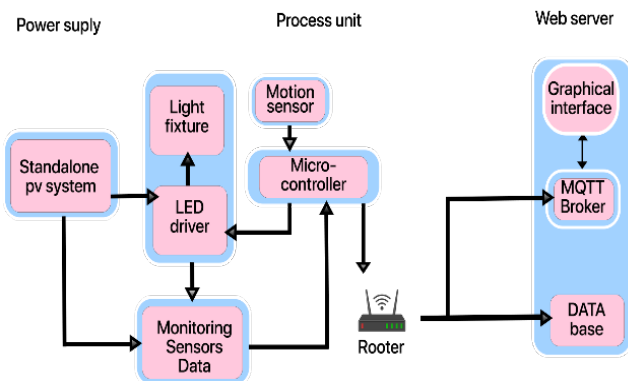 Power suply
Process unit
Web server
Light
fixture
Motion
sensor
Graphical
interface
Standalone
pv system
Micro-
controller
LED
driver
MQTT
Broker
Monitoring
Sensors
Data
Rooter
DATA
base